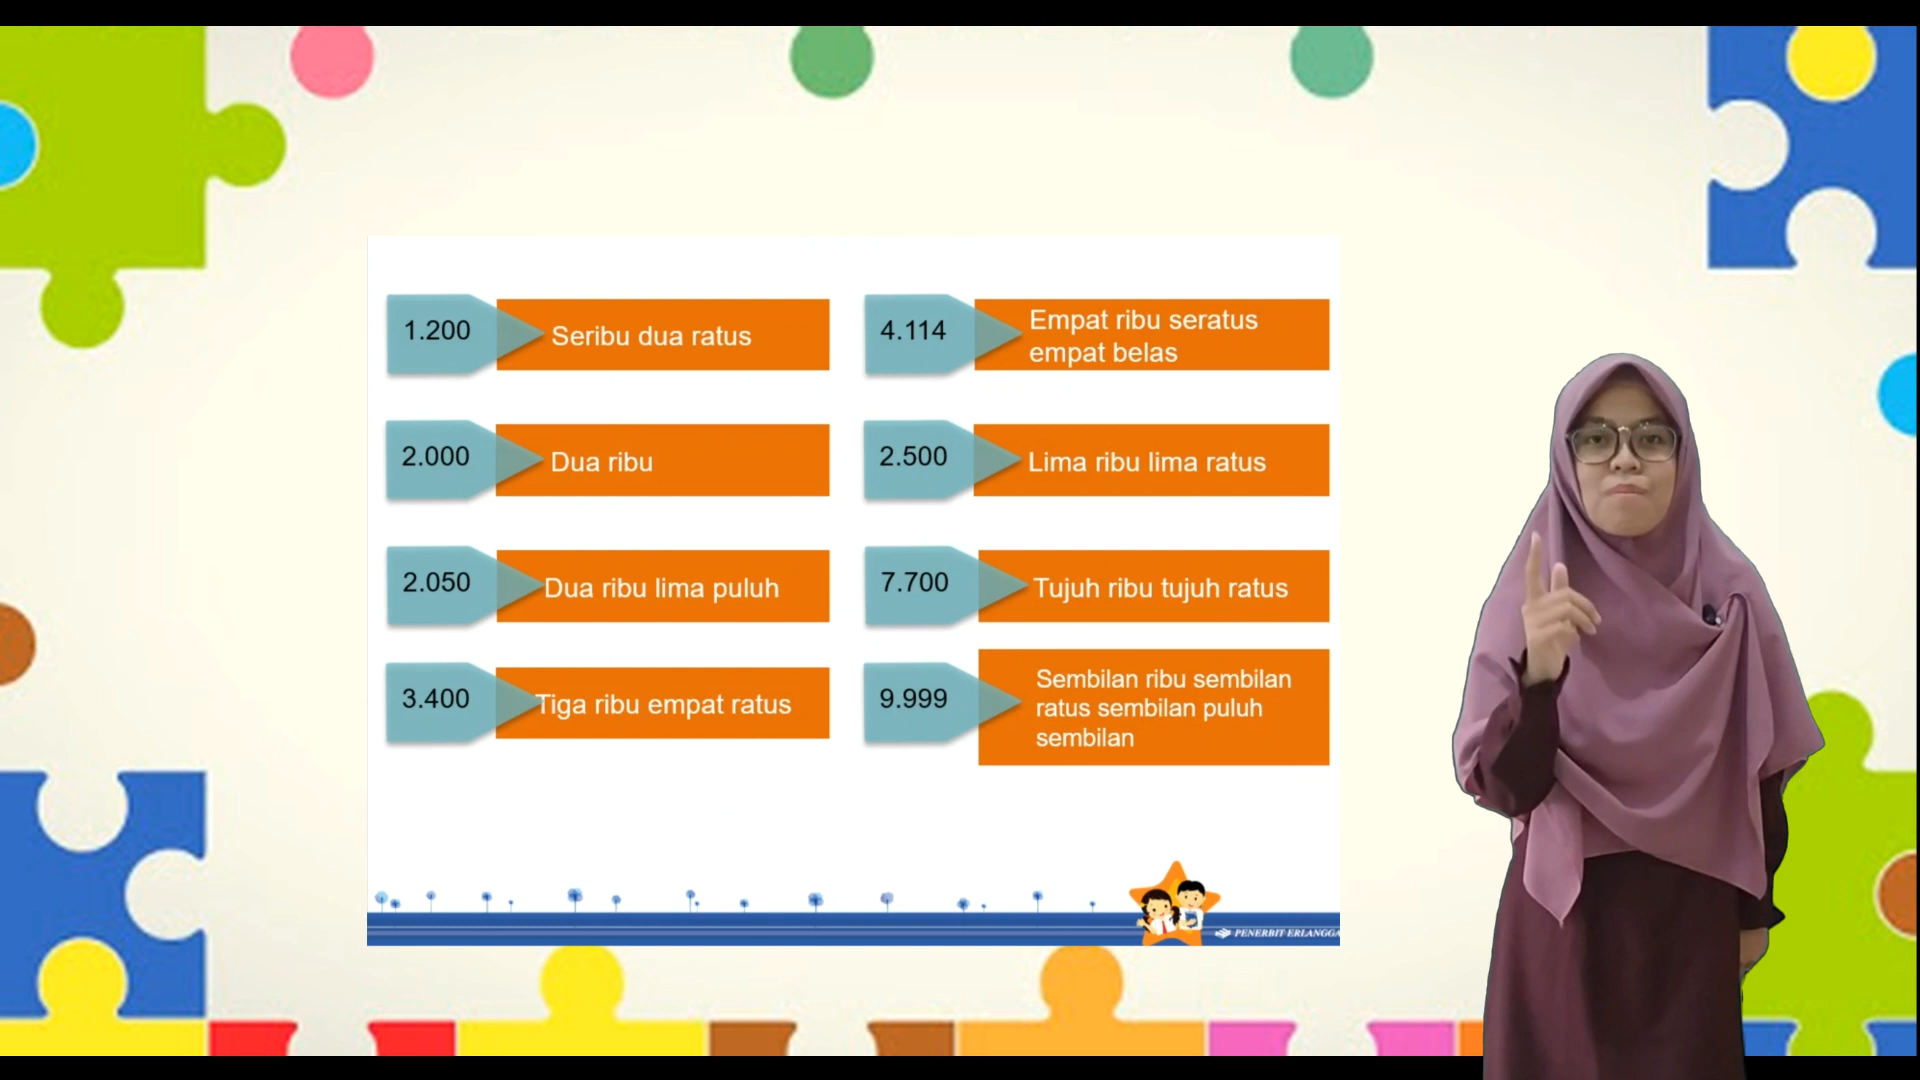 1.200
Seribu dua ratus
4.114
Empat ribu seratus
empat belas
2.000
Dua ribu
2.500
Lima ribu lima ratus
2.050
Dua ribu lima puluh
7.700
Tujuh ribu tujuh ratus
3.400
Tiga ribu empat ratus
9.999
Sembilan ribu sembilan
ratus sembilan puluh
sembilan
PENERBIT ERLANGGA